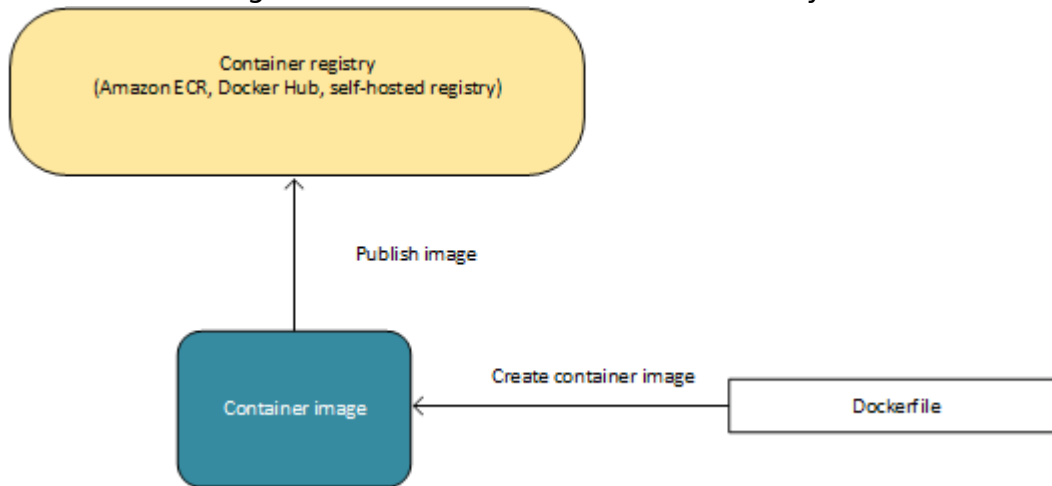 Container registry
(Amazon ECR, Docker Hub, self-hosted registry)
Publish image
Create container image
Container image
Dockerfile